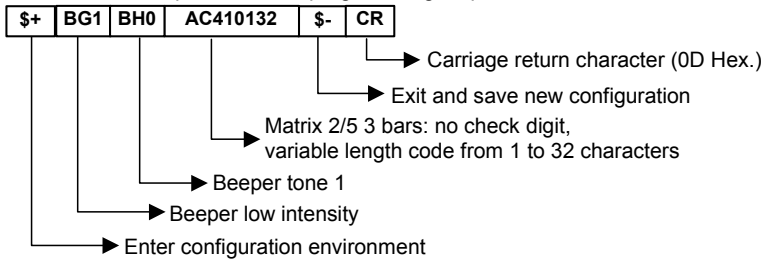 $+ BG1 BH0 AC410132 $- CR
Carriage return character (0D Hex.)
Exit and save new configuration
Matrix 2/5 3 bars: no check digit,
variable length code from 1 to 32 characters
Beeper tone 1
Beeper low intensity
Enter configuration environment